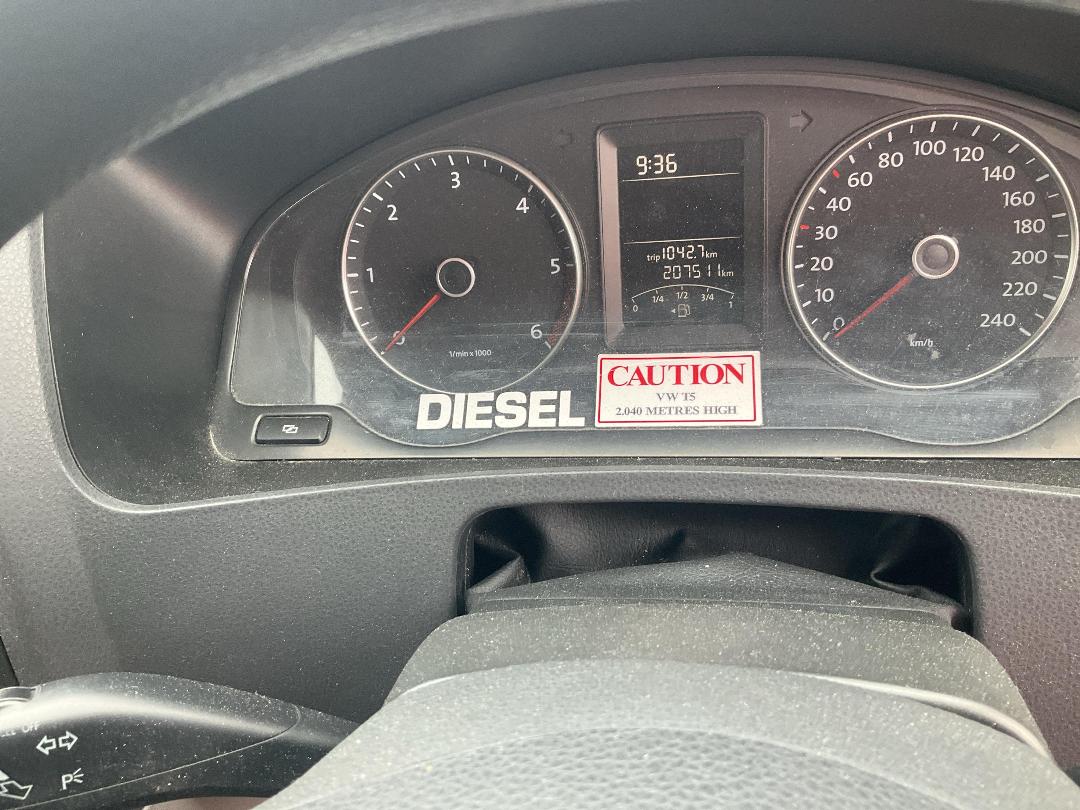 9:36
trip 1042.7 km
207511 km
0 1/4 1/2 3/4 1
0 1 2 3 4 5 6
1/min x 1000
0 10 20 30 40 60 80 100 120 140 160 180 200 220 240
km/h
DIESEL
CAUTION
VW T5
2.040 METRES HIGH
OFF
P